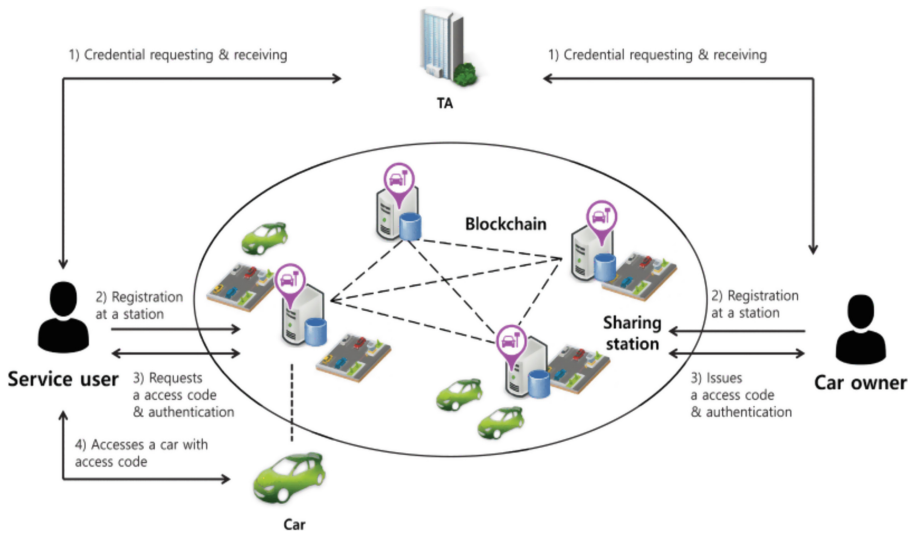 1) Credential requesting & receiving
1) Credential requesting & receiving
TA
Blockchain
2) Registration
at a station
Sharing
station
2) Registration
at a station
Service user
3) Requests
a access code
& authentication
3) Issues
a access code
& authentication
Car owner
4) Accesses a car with
access code
Car